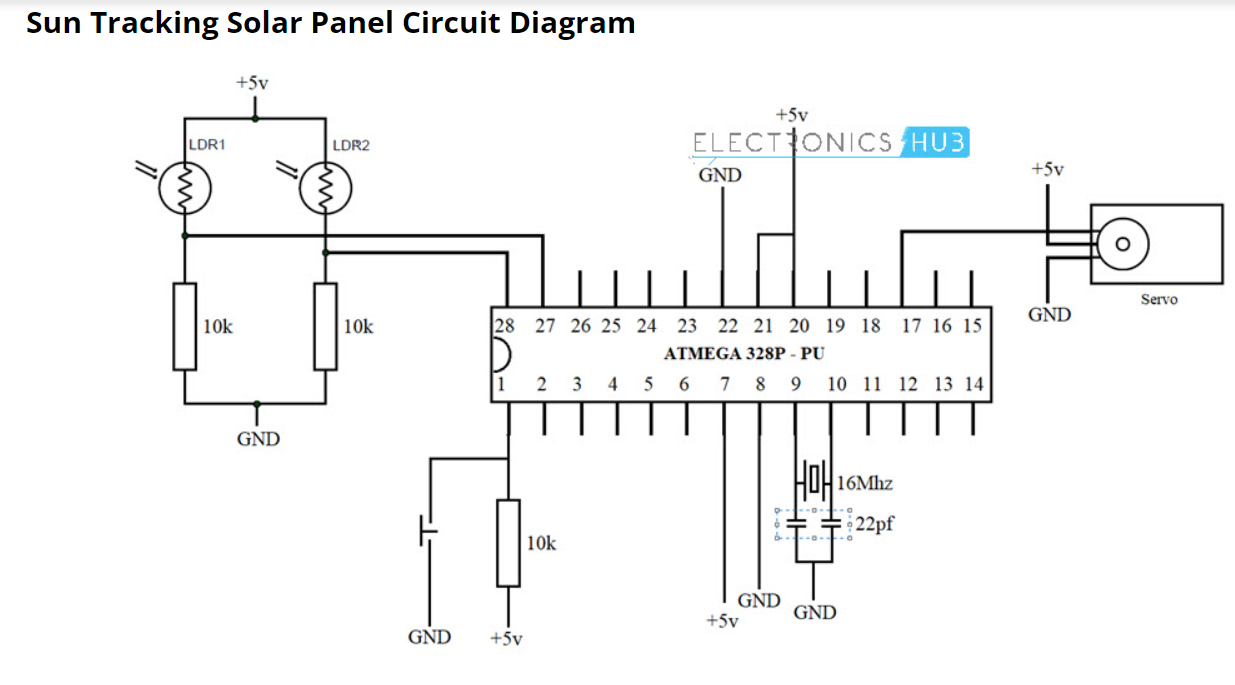 Sun Tracking Solar Panel Circuit Diagram
+5v
LDR1
LDR2
10k
10k
GND
+5v
ELECTRONICS HUB
GND
+5v
GND
Servo
28 27 26 25 24 23 22 21 20 19 18 17 16 15
ATMEGA 328P - PU
1 2 3 4 5 6 7 8 9 10 11 12 13 14
16Mhz
22pf
10k
GND
+5v
+5v
GND
GND